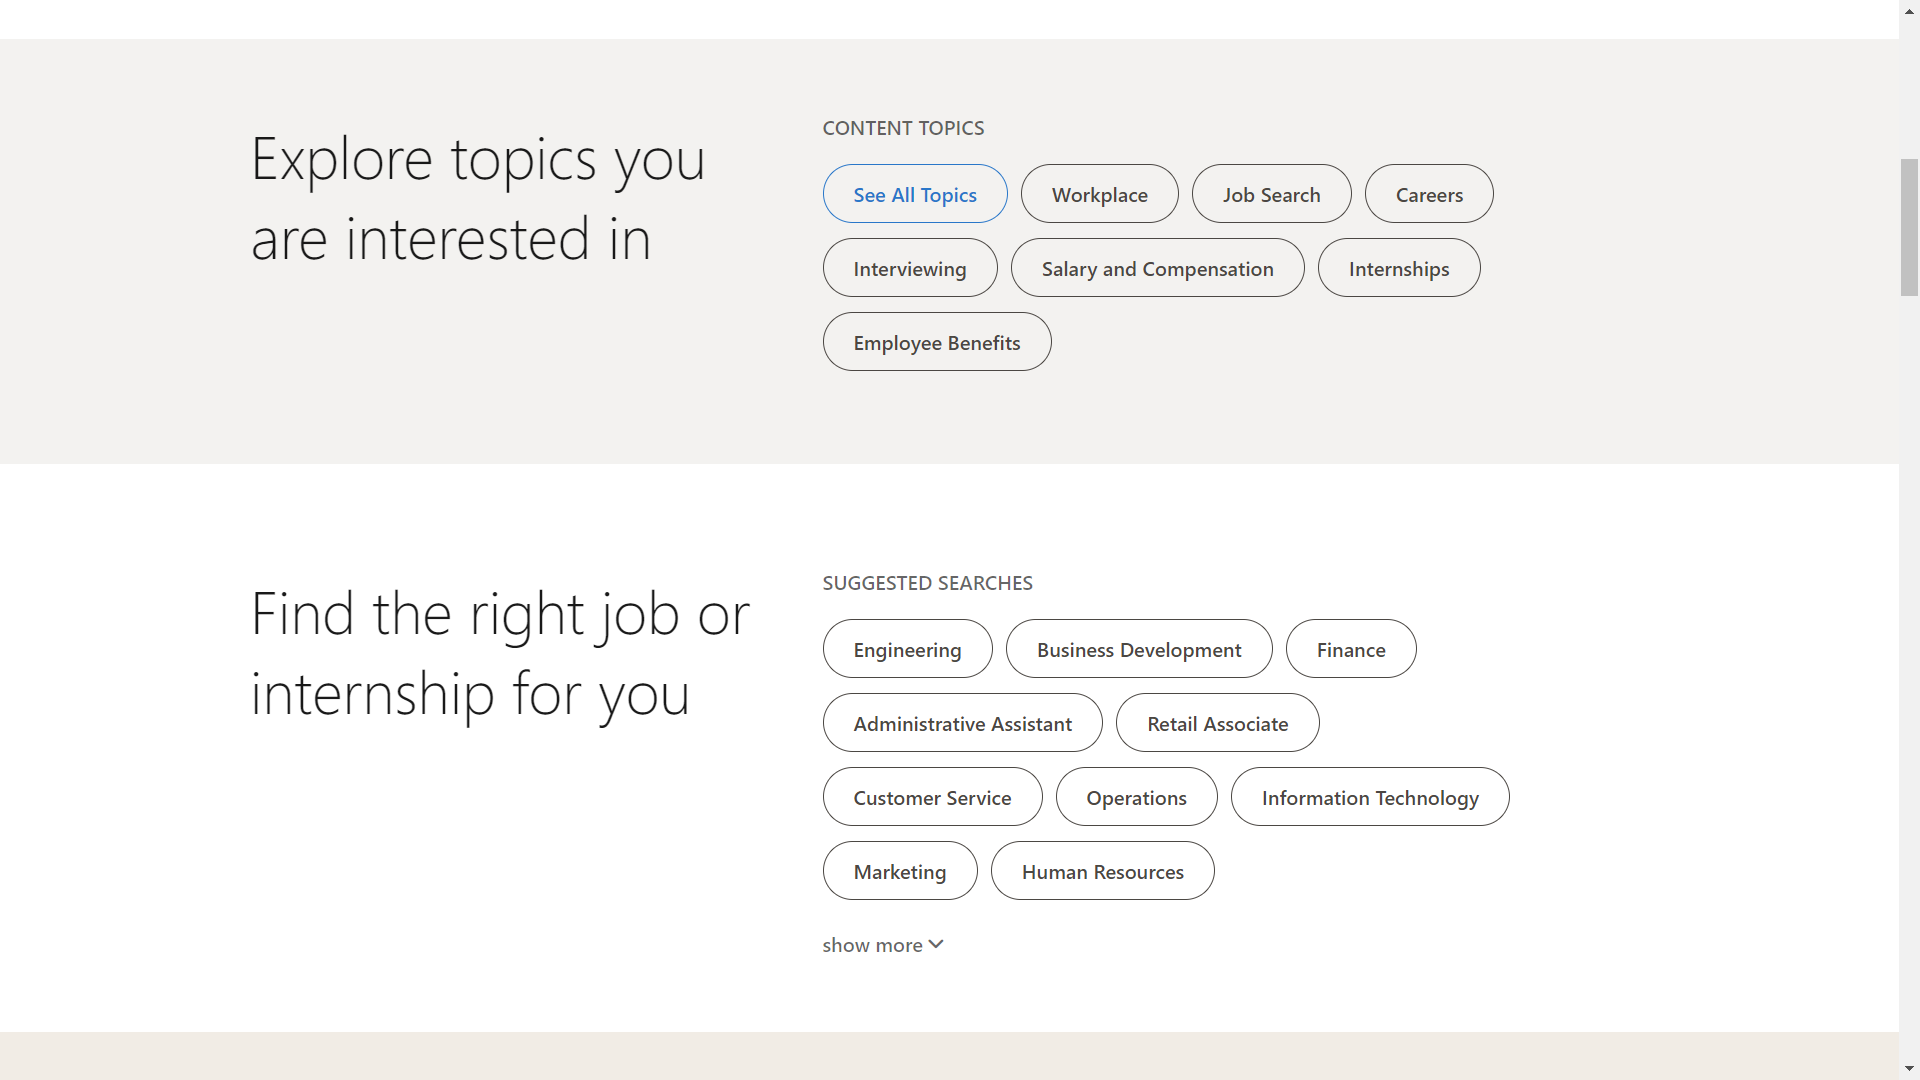 Explore topics you
are interested in
CONTENT TOPICS
See All Topics Workplace Job Search Careers
Interviewing Salary and Compensation Internships
Employee Benefits
Find the right job or
internship for you
SUGGESTED SEARCHES
Engineering Business Development Finance
Administrative Assistant Retail Associate
Customer Service Operations Information Technology
Marketing Human Resources
show more